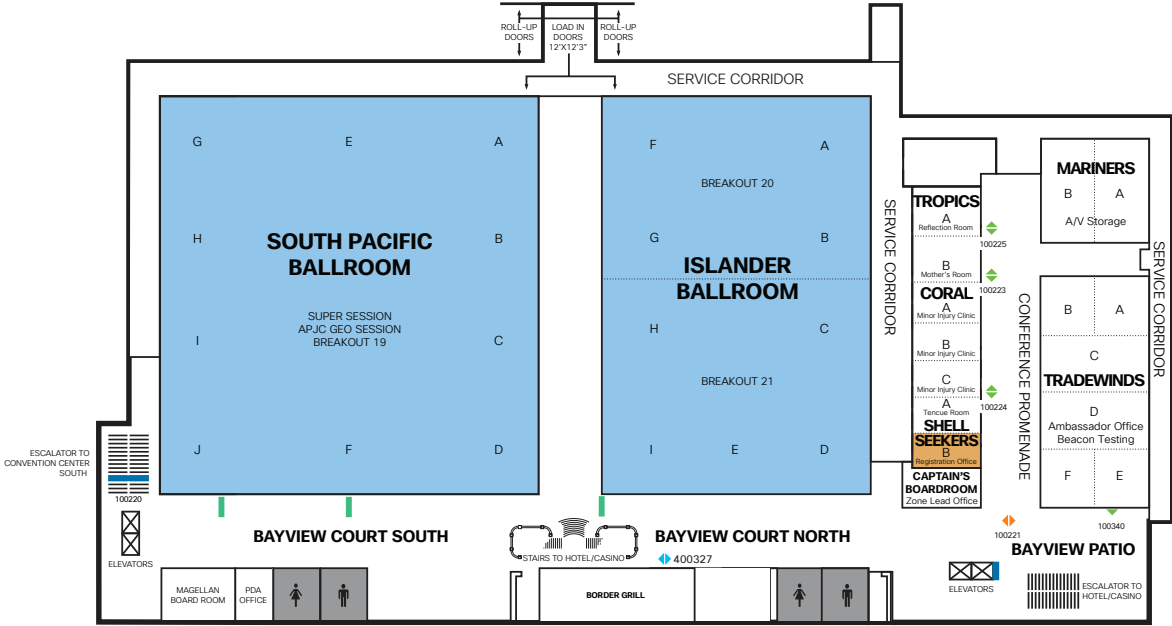 ROLL-UP
DOORS
LOAD IN
DOORS
12'X12'3"
ROLL-UP
DOORS
SERVICE CORRIDOR
G
E
A
H
SOUTH PACIFIC
BALLROOM
B
SUPER SESSION
APJC GEO SESSION
BREAKOUT 19
I
C
J
F
D
F
A
BREAKOUT 20
G
B
ISLANDER
BALLROOM
H
C
BREAKOUT 21
I
E
D
SERVICE CORRIDOR
TROPICS
A
Reflection Room
100225
B
Mother's Room
100223
CORAL
A
Minor Injury Clinic
B
Minor Injury Clinic
C
Minor Injury Clinic
100224
A
Tencue Room
SHELL
SEEKERS
B
Registration Office
CAPTAIN'S
BOARDROOM
Zone Lead Office
CONFERENCE PROMENADE
MARINERS
B
A
A/V Storage
SERVICE CORRIDOR
B
A
C
TRADEWINDS
D
Ambassador Office
Beacon Testing
F
E
100340
100221
BAYVIEW PATIO
ESCALATOR TO
CONVENTION CENTER
SOUTH
100220
ELEVATORS
BAYVIEW COURT SOUTH
STAIRS TO HOTEL/CASINO
BAYVIEW COURT NORTH
400327
MAGELLAN
BOARD ROOM
PDA
OFFICE
BORDER GRILL
ELEVATORS
ESCALATOR TO
HOTEL/CASINO